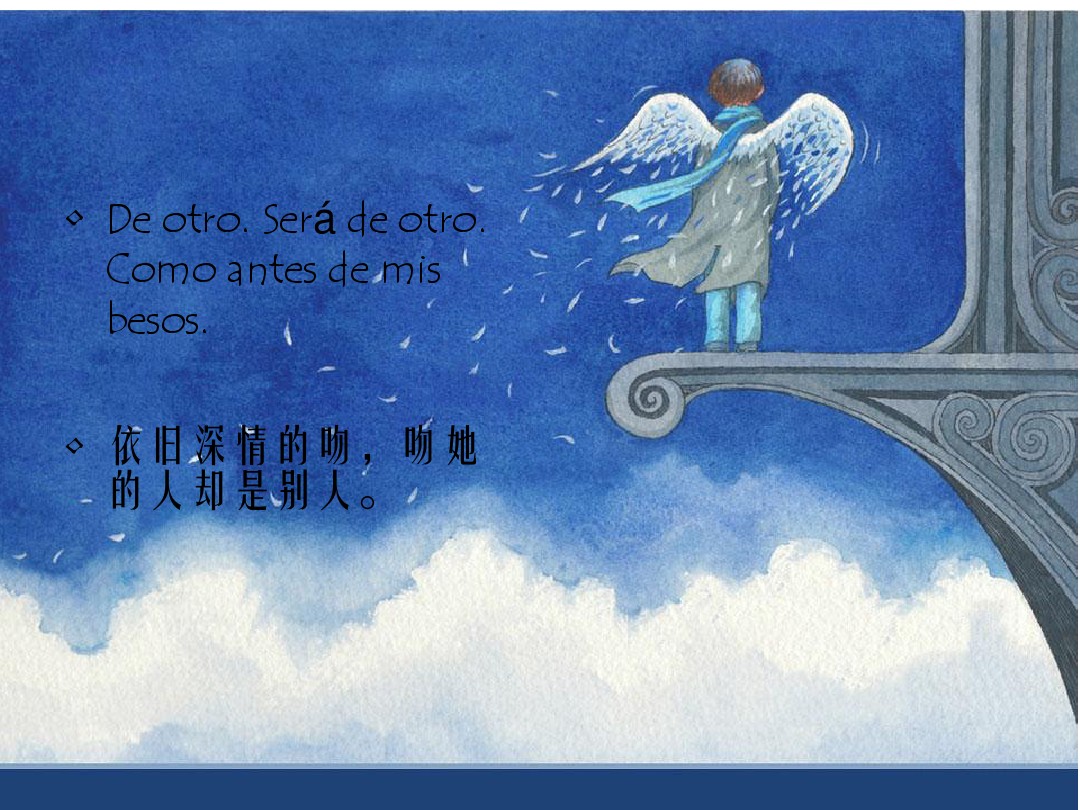 • De otro. Será de otro.
Como antes de mis
besos.
• 依旧深情的吻，吻她
的人却是别人。